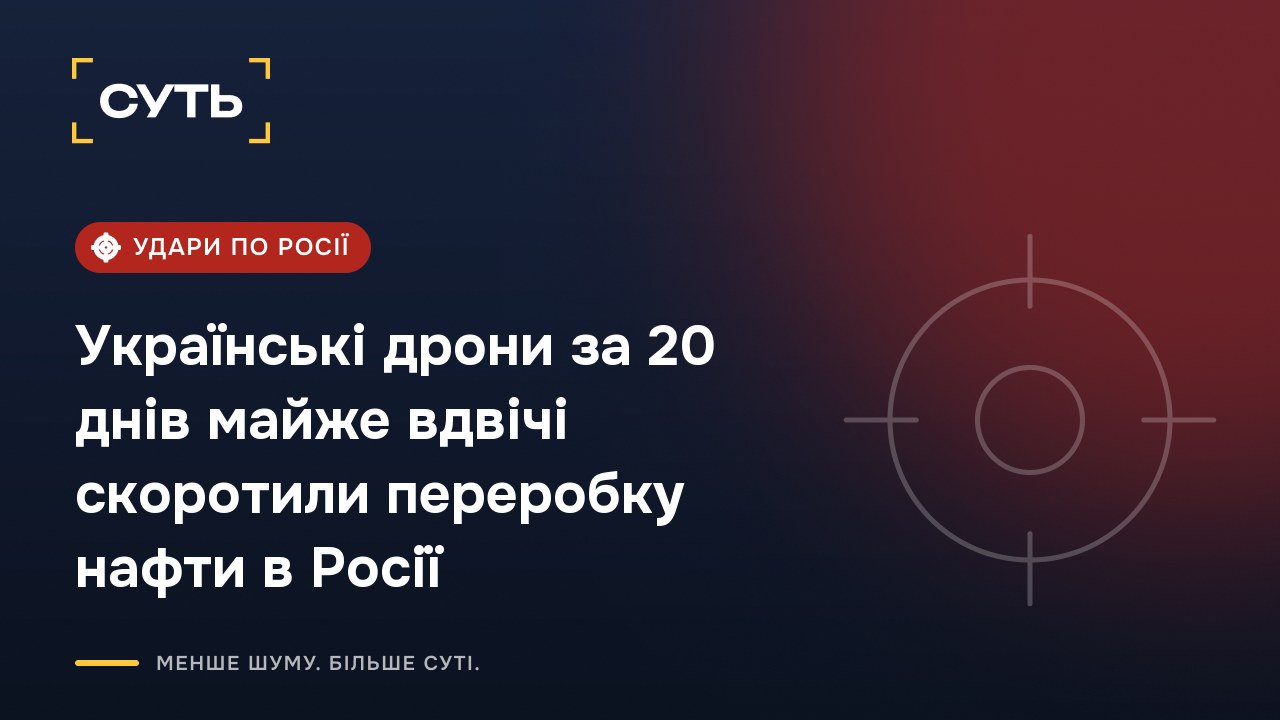 СУТЬ
УДАРИ ПО РОСІЇ
Українські дрони за 20
днів майже вдвічі
скоротили переробку
нафти в Росії
МЕНШЕ ШУМУ. БІЛЬШЕ СУТІ.